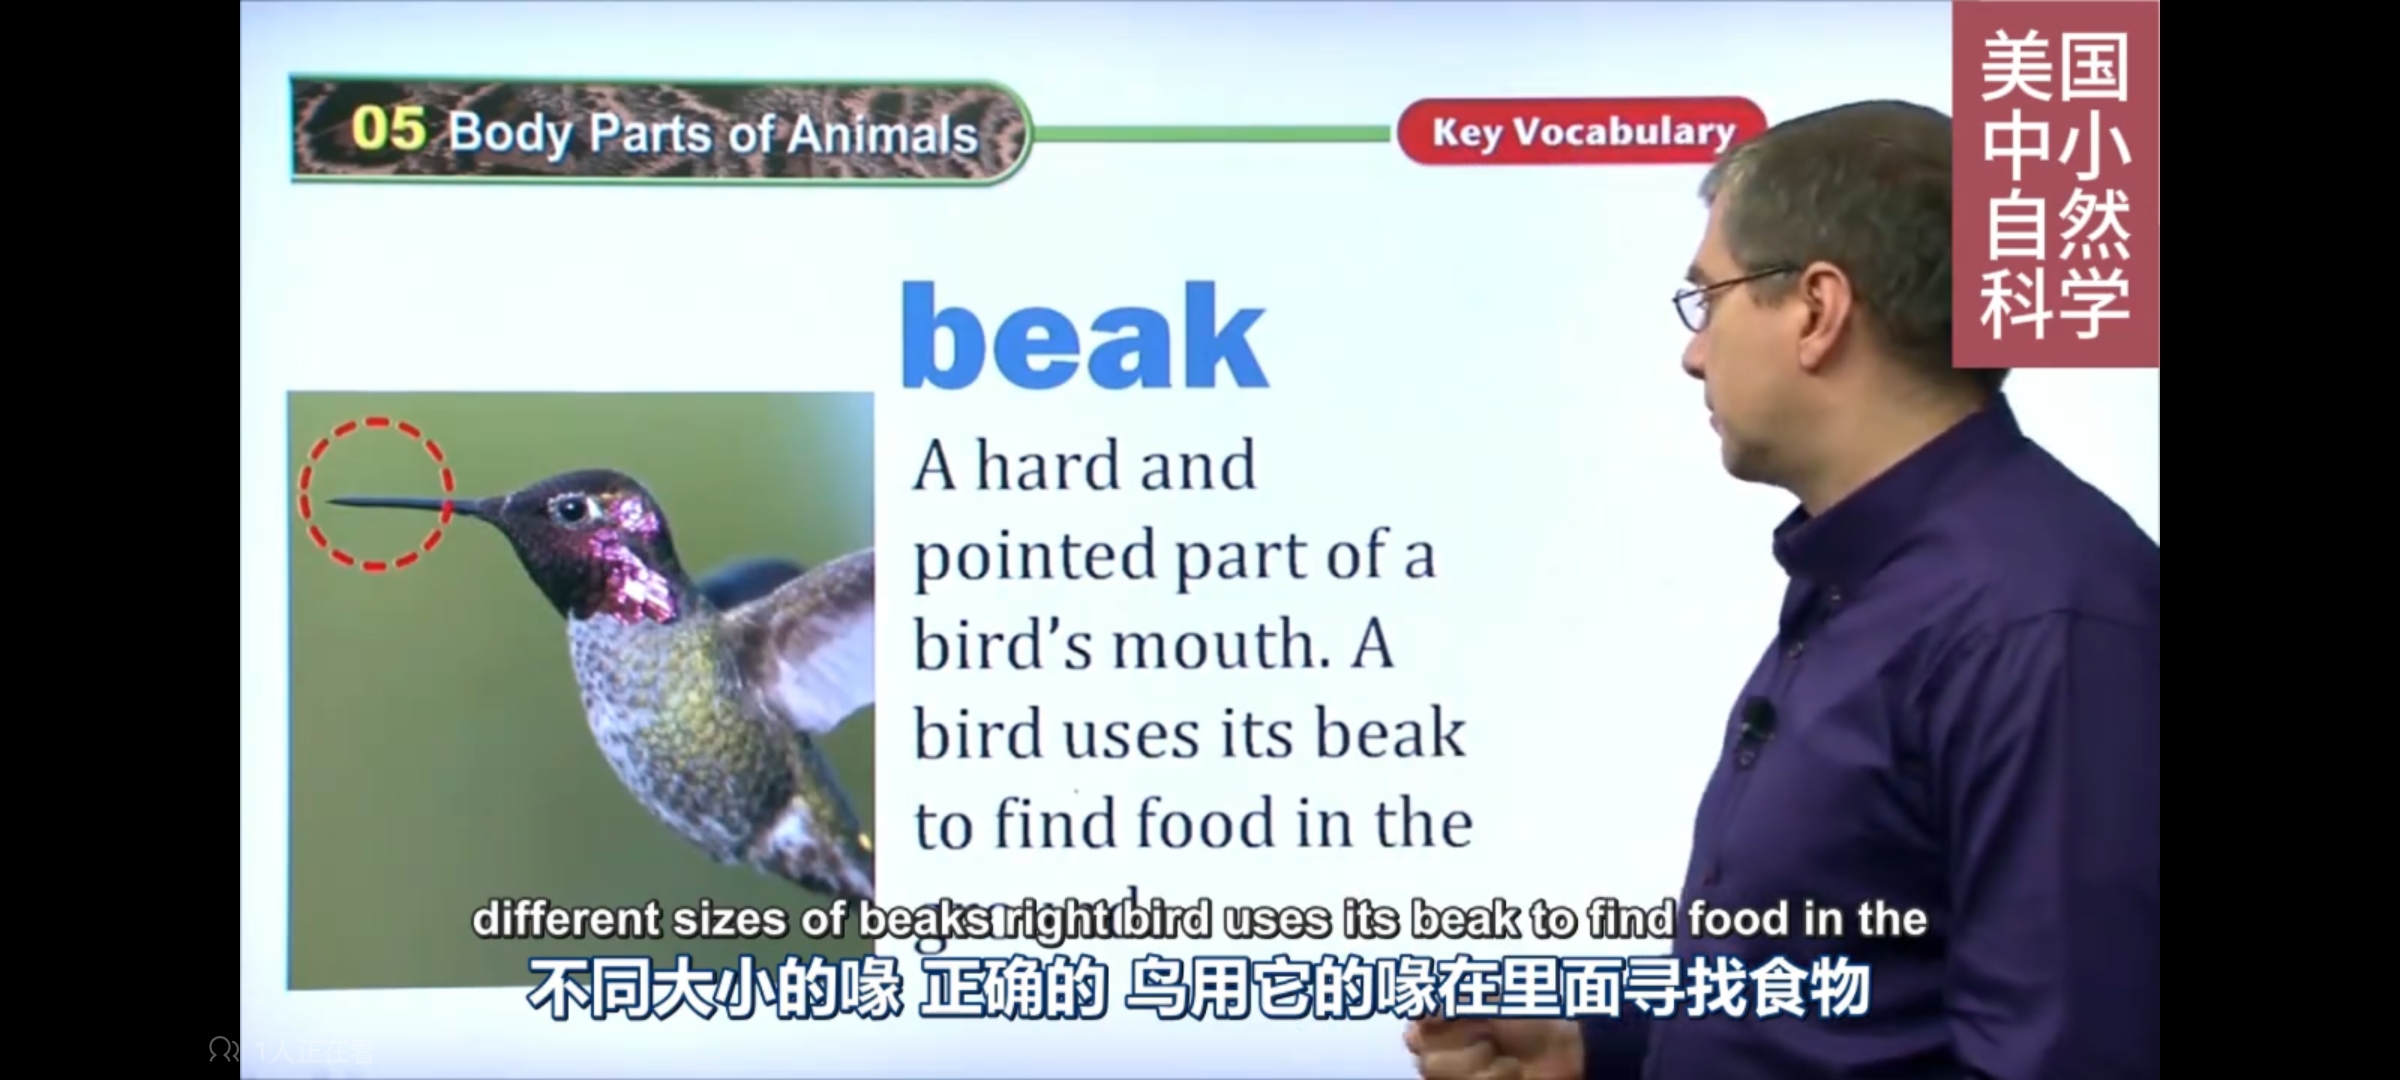 05 Body Parts of Animals
Key Vocabulary
美国
中小
自然
科学
beak
A hard and
pointed part of a
bird's mouth. A
bird uses its beak
to find food in the
different sizes of beaks right bird uses its beak to find food in the
不同大小的喙 正确的 鸟用它的喙在里面寻找食物
1人正在看